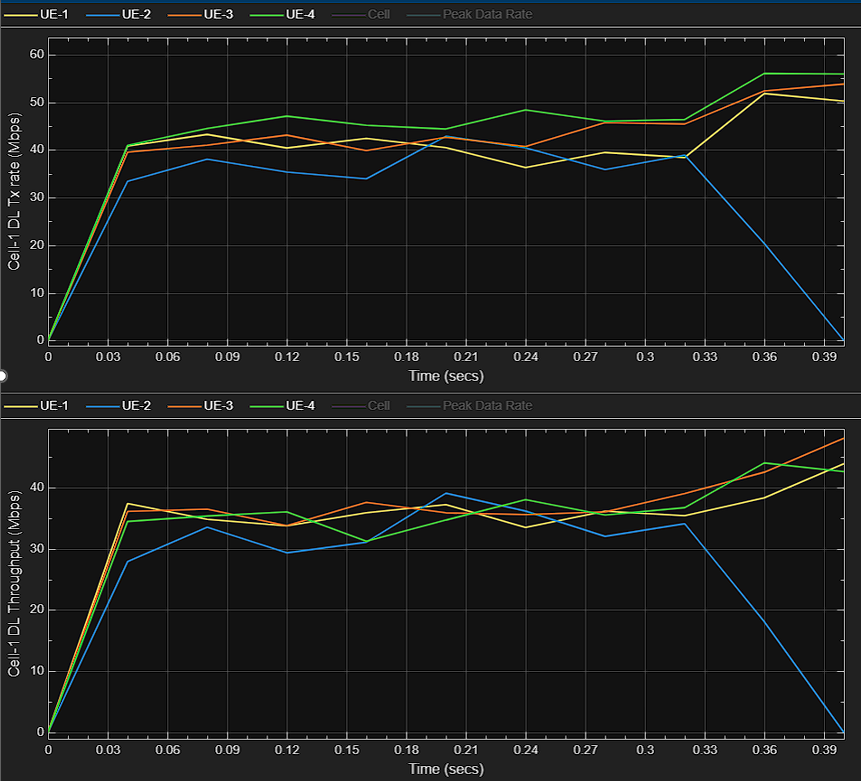 UE-1 UE-2 UE-3 UE-4 Cell Peak Data Rate
Cell-1 DL Tx rate (Mbps)
60
50
40
30
20
10
0
0 0.03 0.06 0.09 0.12 0.15 0.18 0.21 0.24 0.27 0.3 0.33 0.36 0.39
Time (secs)
UE-1 UE-2 UE-3 UE-4 Cell Peak Data Rate
Cell-1 DL Throughput (Mbps)
40
30
20
10
0
0 0.03 0.06 0.09 0.12 0.15 0.18 0.21 0.24 0.27 0.3 0.33 0.36 0.39
Time (secs)